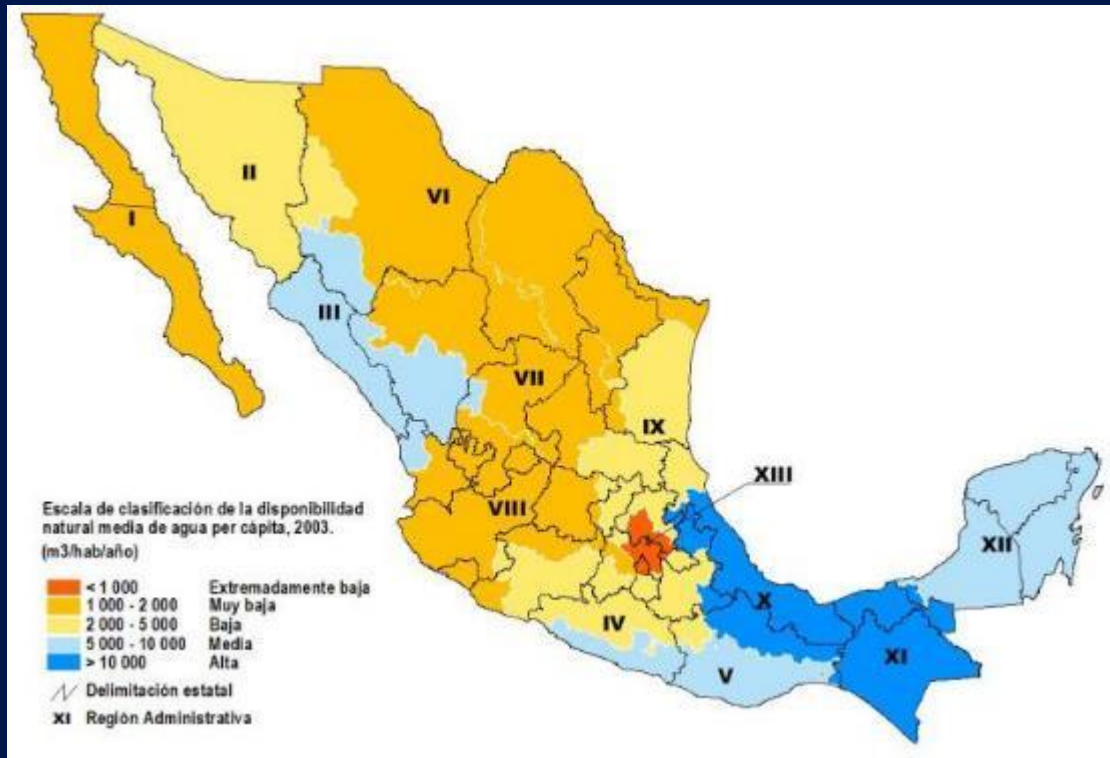 I
II
VI
III
VII
IX
XIII
VIII
XII
IV
X
V
XI
Escala de clasificación de la disponibilidad
natural media de agua per cápita, 2003.
(m3/hab/año)
< 1 000 Extremadamente baja
1 000 - 2 000 Muy baja
2 000 - 5 000 Baja
5 000 - 10 000 Media
> 10 000 Alta
Delimitación estatal
XI Región Administrativa